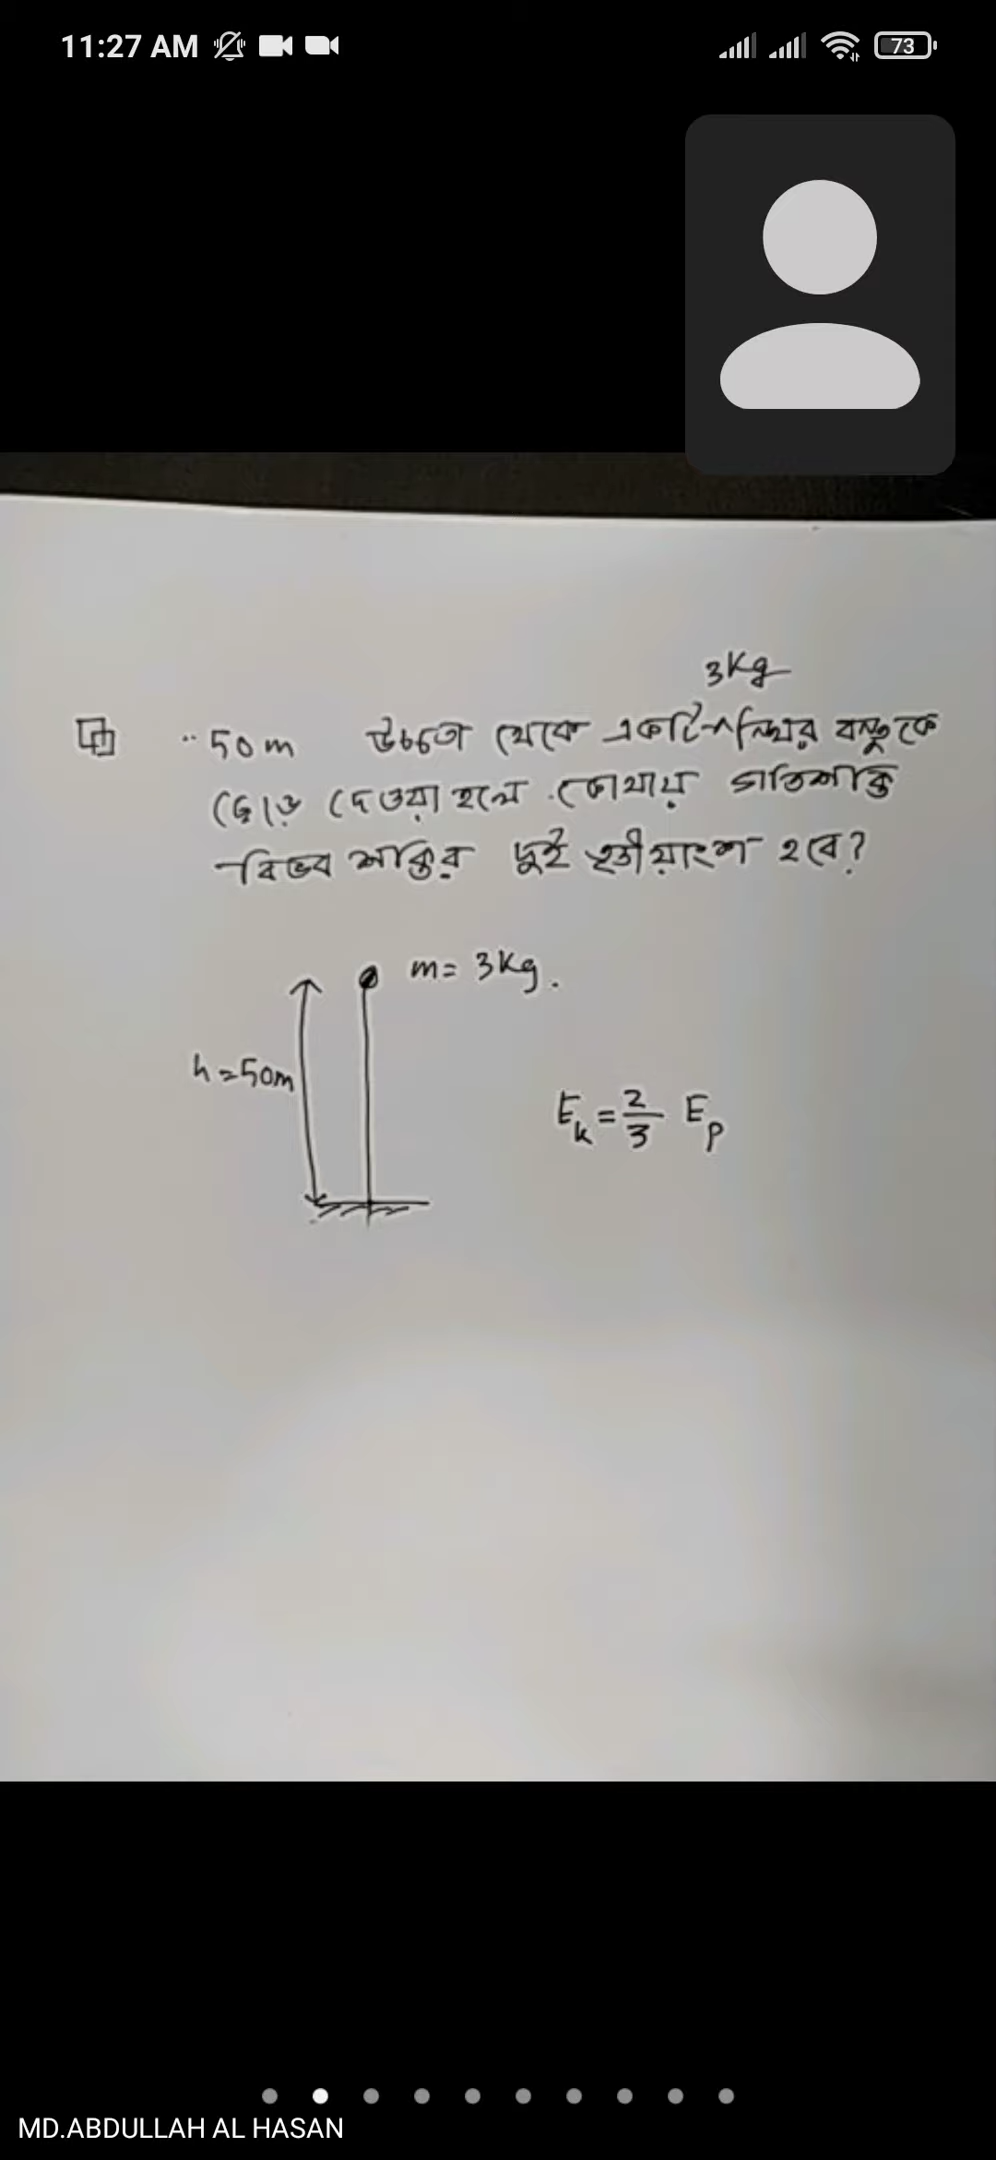 11:27 AM
73
3kg
50m উচ্চতা থেকে একটি স্থির বস্তুকে
ছেড়ে দেওয়া হলে কোথায় গতিশক্তি
বিভব শক্তির দুই তৃতীয়াংশ হবে?
m= 3kg.
h=50m
Ek = 2/3 Ep
MD.ABDULLAH AL HASAN